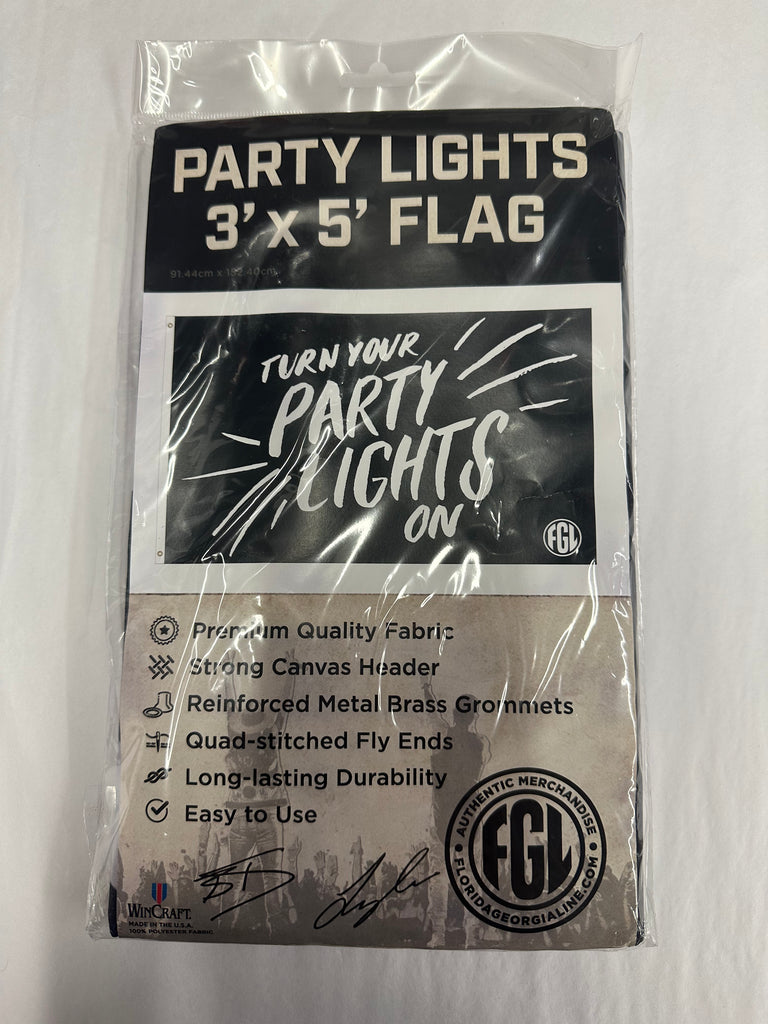 PARTY LIGHTS
3' x 5' FLAG
91.44cm x 152.40cm
TURN YOUR
PARTY
LIGHTS
ON
FGL
Premium Quality Fabric
Strong Canvas Header
Reinforced Metal Brass Grommets
Quad-stitched Fly Ends
Long-lasting Durability
Easy to Use
AUTHENTIC MERCHANDISE
FGL
FLORIDAGEORGIALINE.COM
WINCRAFT
MADE IN THE U.S.A.
100% POLYESTER FABRIC